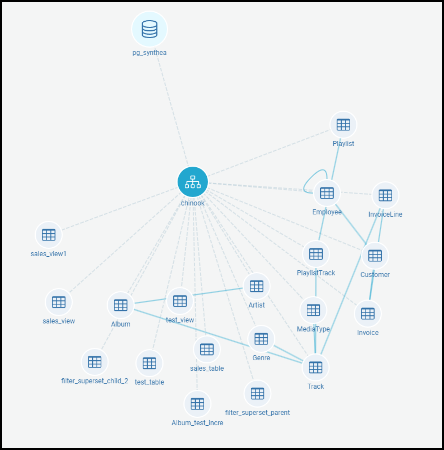 pg_synthea
Playlist
chinook
Employee
InvoiceLine
sales_view1
PlaylistTrack
Customer
Artist
sales_view
Album
test_view
MediaType
Invoice
Genre
sales_table
filter_superset_child_2
test_table
Track
filter_superset_parent
Album_test_incre